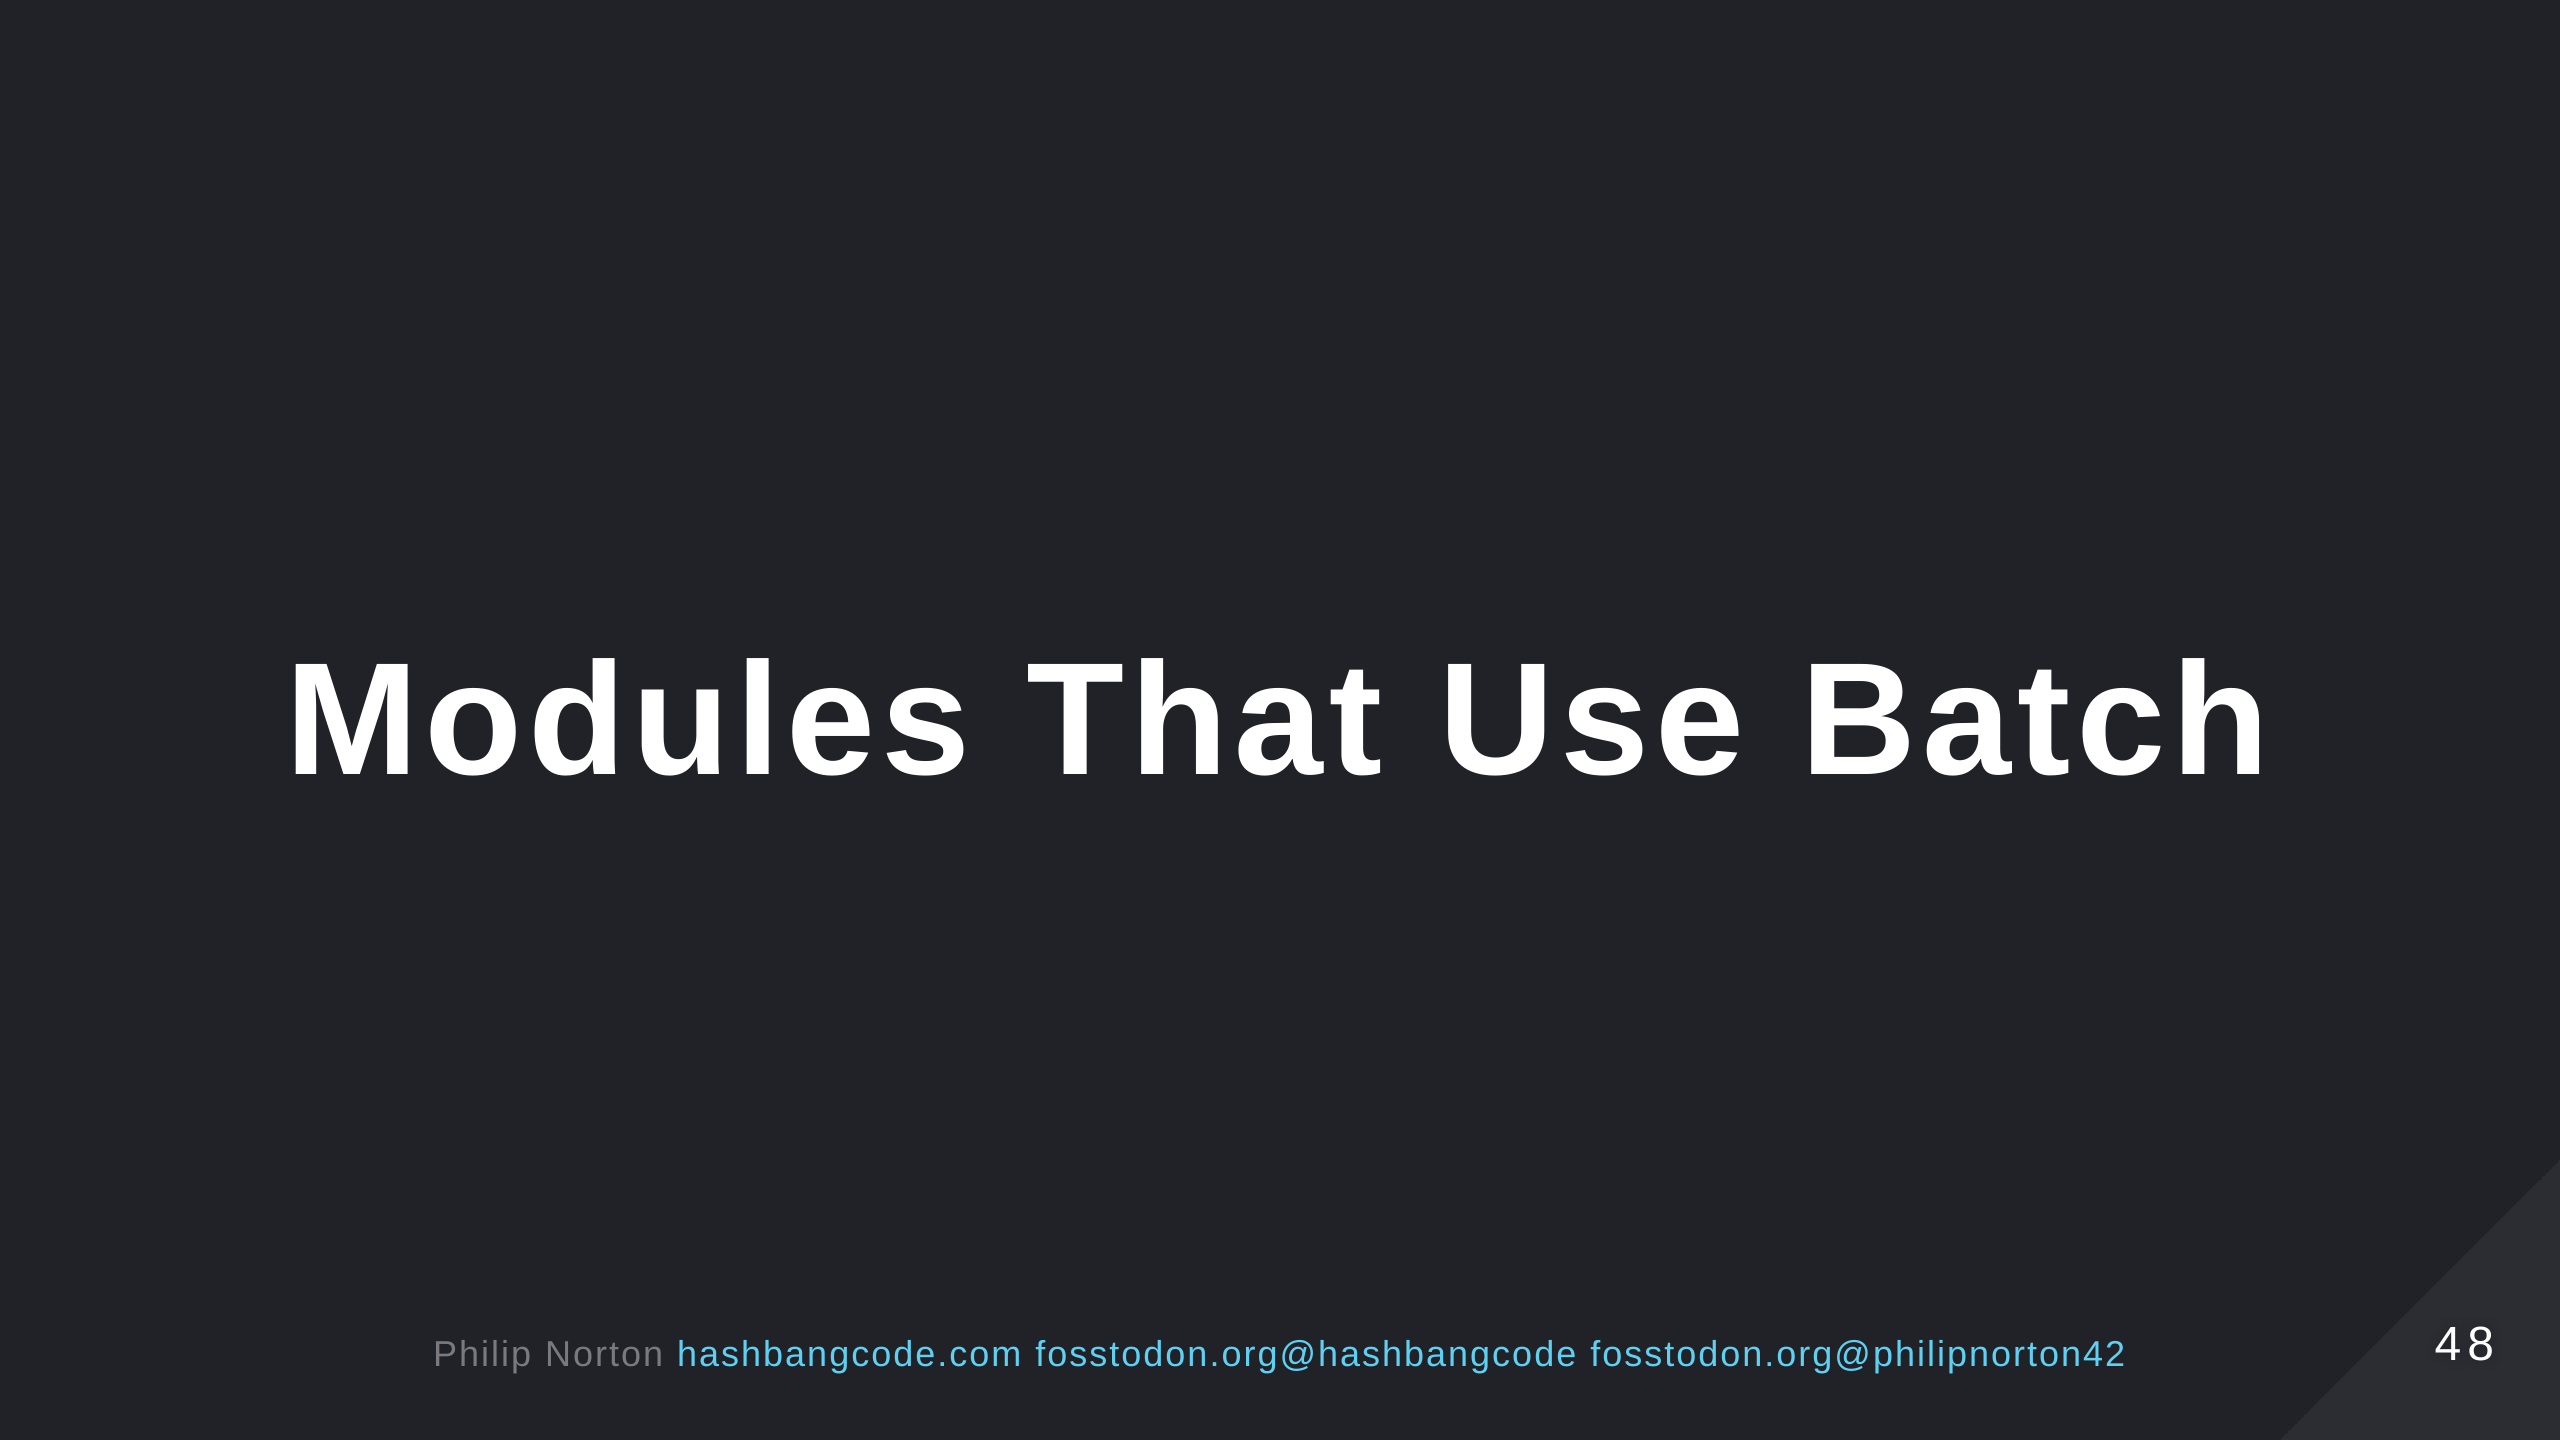 Modules That Use Batch
Philip Norton hashbangcode.com fosstodon.org@hashbangcode fosstodon.org@philipnorton42
48